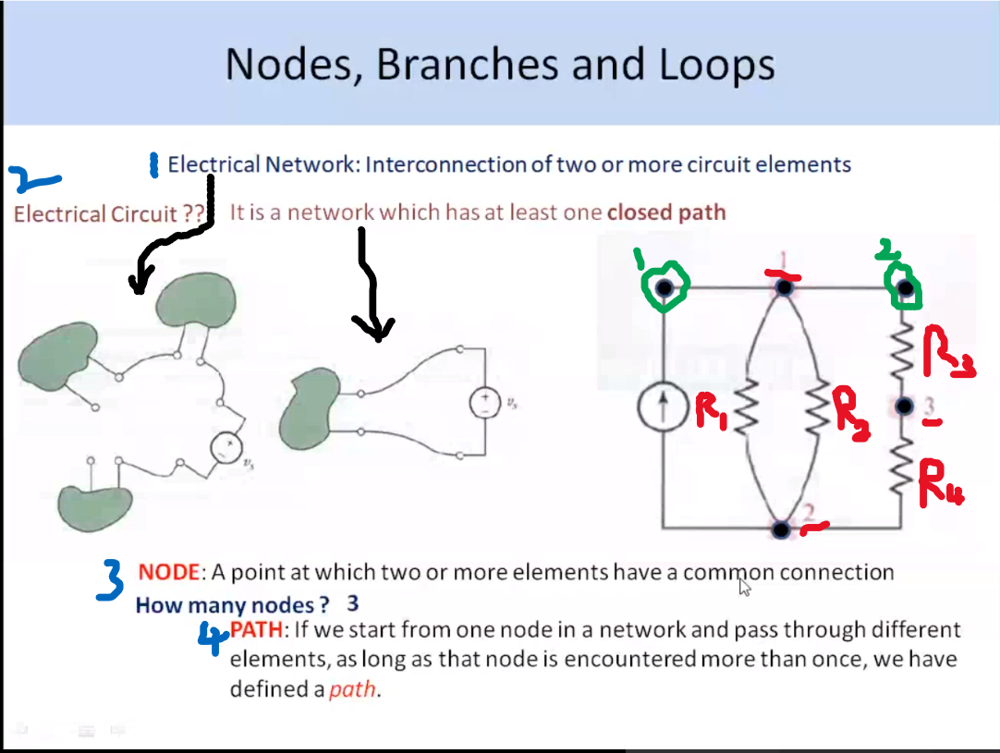 Nodes, Branches and Loops
1 Electrical Network: Interconnection of two or more circuit elements
2
Electrical Circuit ?? It is a network which has at least one closed path
1 1 2
R3
R1 R2 3
R4
2
+
-
vs
+
-
vs
3 NODE: A point at which two or more elements have a common connection
How many nodes ? 3
4 PATH: If we start from one node in a network and pass through different
elements, as long as that node is encountered more than once, we have
defined a path.